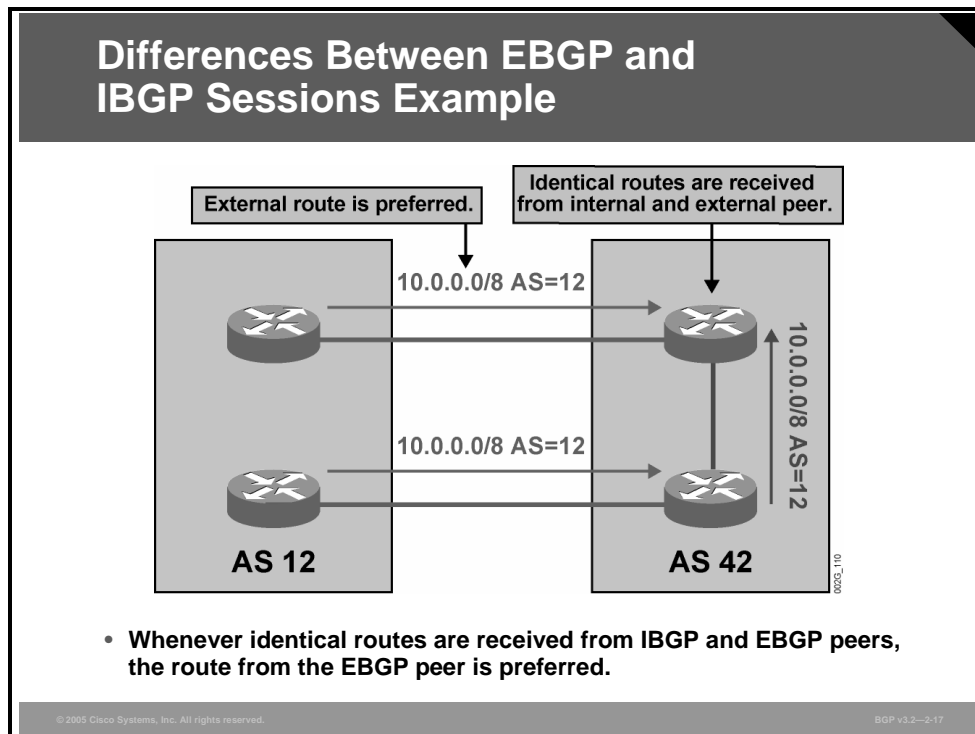 Differences Between EBGP and
IBGP Sessions Example
External route is preferred.
Identical routes are received
from internal and external peer.
10.0.0.0/8 AS=12
10.0.0.0/8 AS=12
10.0.0.0/8 AS=12
AS 12
AS 42
002G_110
• Whenever identical routes are received from IBGP and EBGP peers,
the route from the EBGP peer is preferred.
© 2005 Cisco Systems, Inc. All rights reserved.
BGP v3.2—2-17